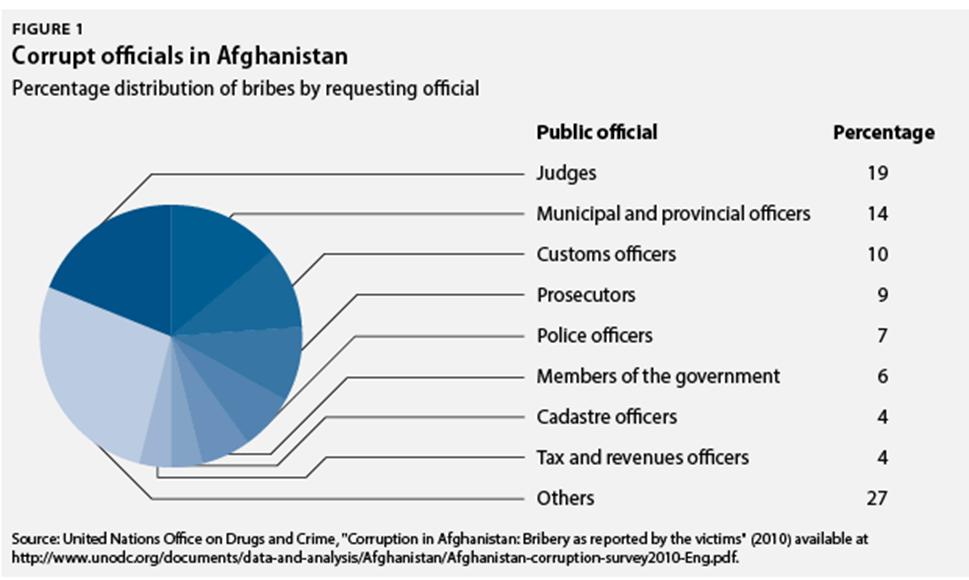 FIGURE 1
Corrupt officials in Afghanistan
Percentage distribution of bribes by requesting official
Public official Percentage
Judges 19
Municipal and provincial officers 14
Customs officers 10
Prosecutors 9
Police officers 7
Members of the government 6
Cadastre officers 4
Tax and revenues officers 4
Others 27
Source: United Nations Office on Drugs and Crime, "Corruption in Afghanistan: Bribery as reported by the victims" (2010) available at
http://www.unodc.org/documents/data-and-analysis/Afghanistan/Afghanistan-corruption-survey2010-Eng.pdf.